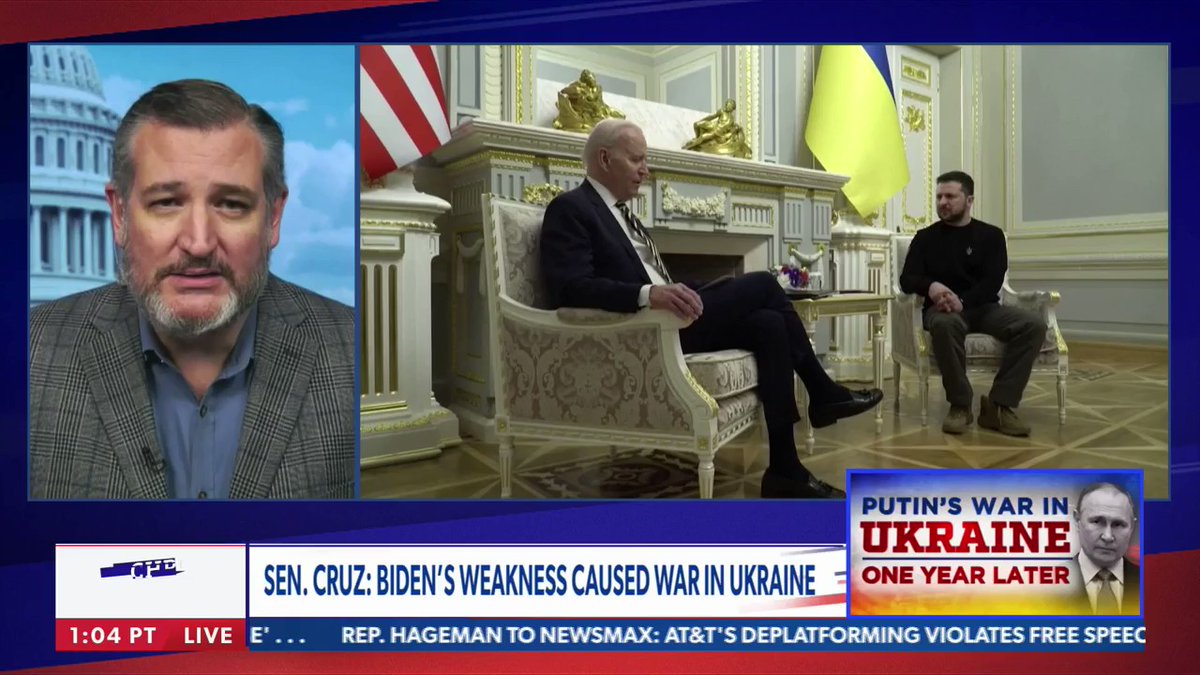 PUTIN'S WAR IN
UKRAINE
ONE YEAR LATER
SEN. CRUZ: BIDEN'S WEAKNESS CAUSED WAR IN UKRAINE
1:04 PT LIVE
E' . . . REP. HAGEMAN TO NEWSMAX: AT&T'S DEPLATFORMING VIOLATES FREE SPEEC